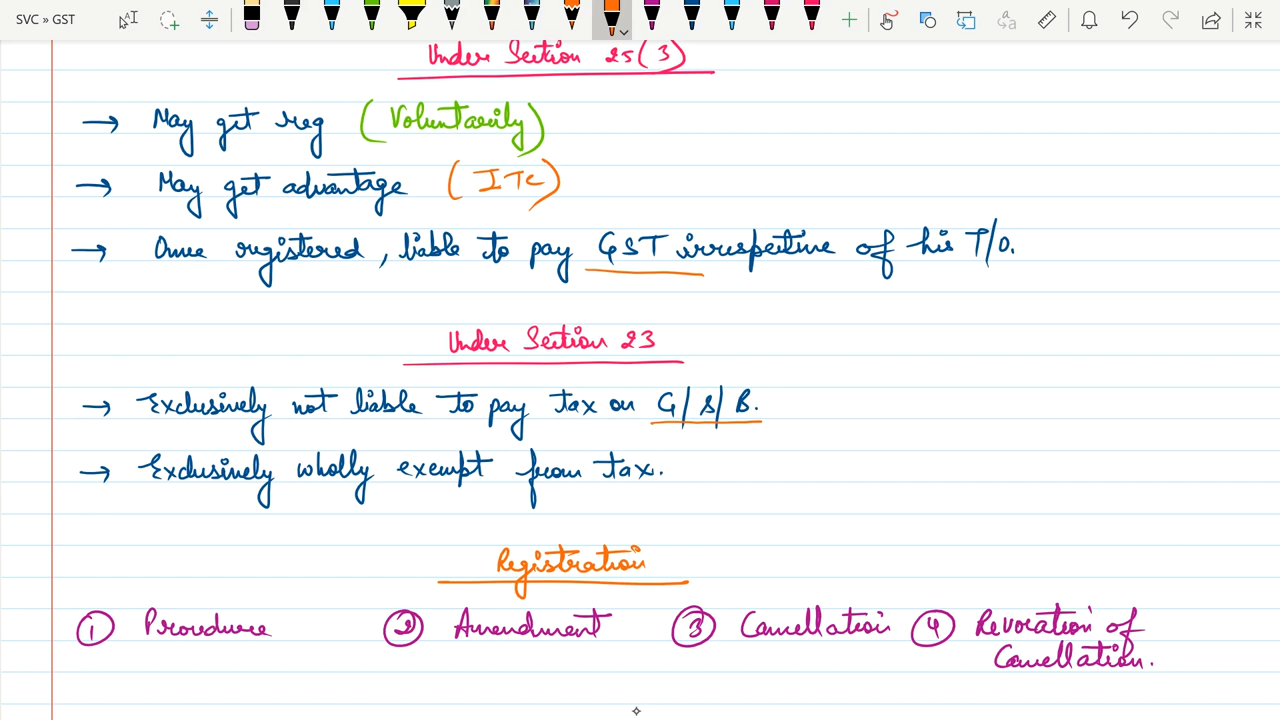 SVC » GST
Under Section 25(3)
→ May get reg (Voluntarily)
→ May get advantage (ITC)
→ Once registered, liable to pay GST irrespective of his T/O.
Under Section 23
→ Exclusively not liable to pay tax on G/S/B.
→ Exclusively wholly exempt from tax.
Registration
① Procedure ② Amendment ③ Cancellation ④ Revocation of
Cancellation.